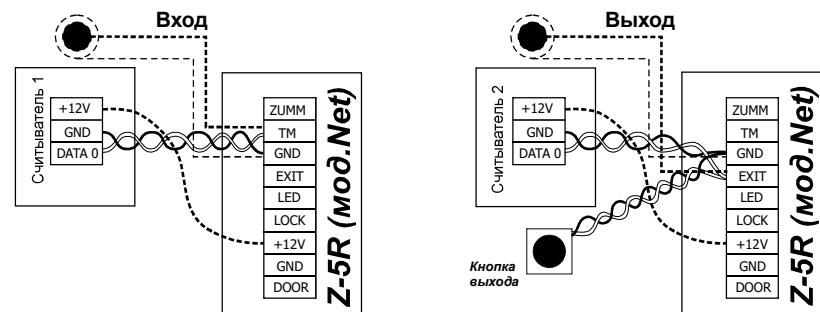 Вход
Считыватель 1
+12V
GND
DATA 0
ZUMM
TM
GND
EXIT
LED
LOCK
+12V
GND
DOOR
Z-5R (мод.Net)
Выход
Считыватель 2
+12V
GND
DATA 0
Кнопка
выхода
ZUMM
TM
GND
EXIT
LED
LOCK
+12V
GND
DOOR
Z-5R (мод.Net)